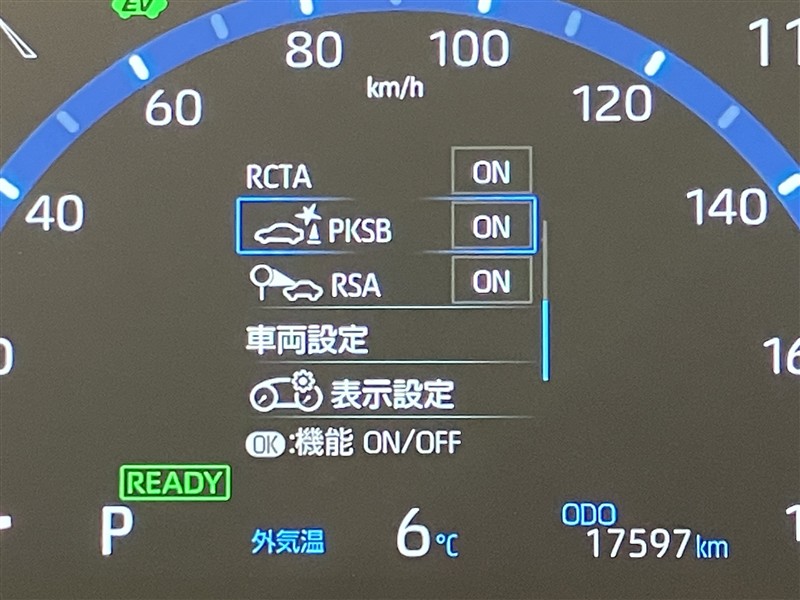 EV
80 100
km/h
60 120
RCTA ON
40 PKSB ON 140
RSA ON
車両設定
表示設定
OK:機能 ON/OFF
READY
P 外気温 6℃ ODO 17597km